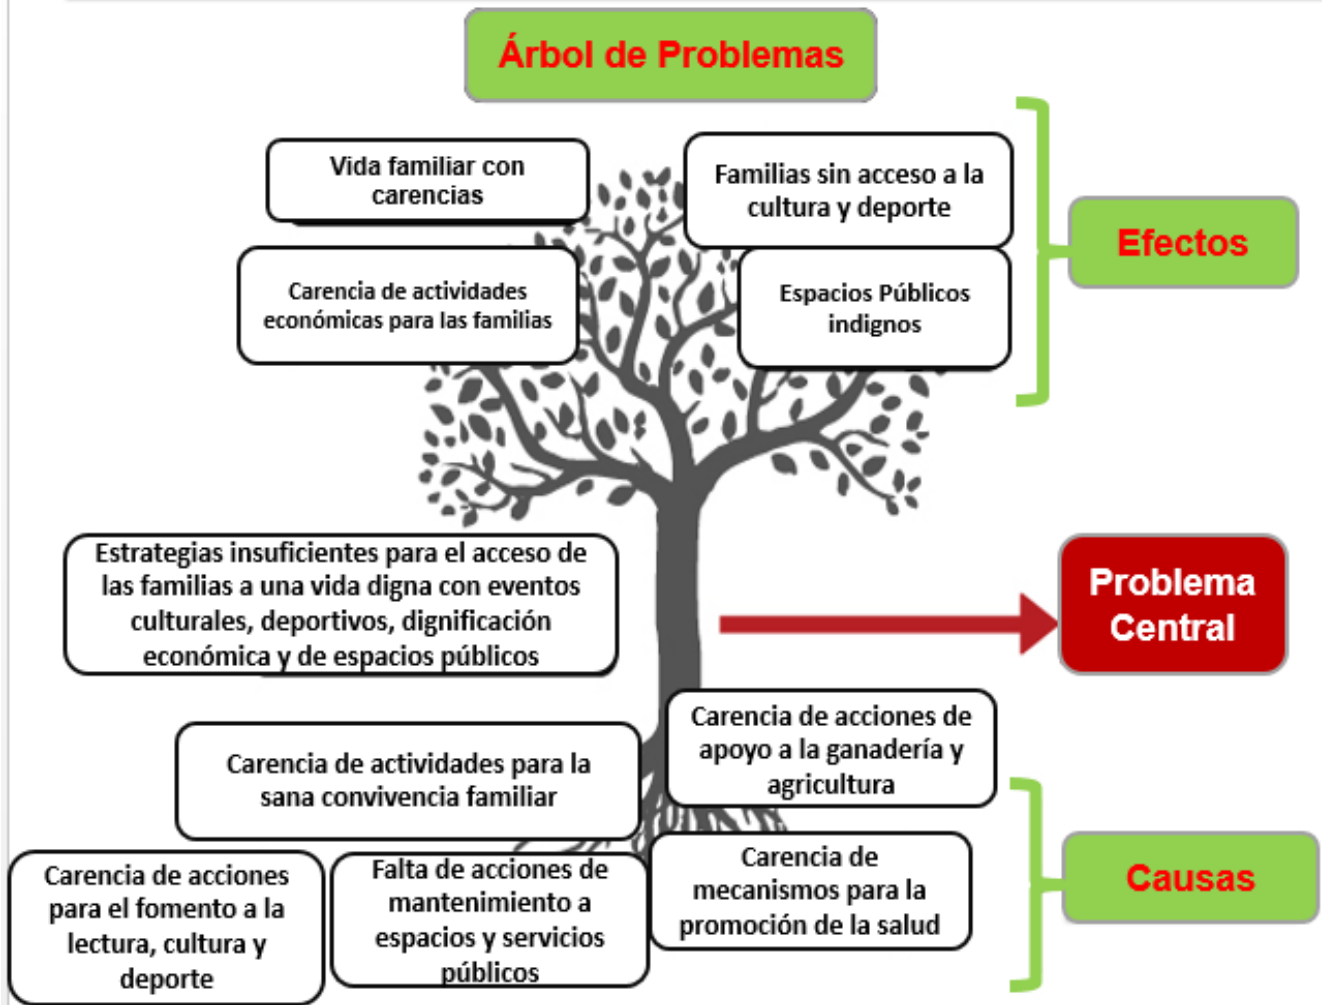 Árbol de Problemas
Vida familiar con
carencias
Familias sin acceso a la
cultura y deporte
Carencia de actividades
económicas para las familias
Espacios Públicos
indignos
Efectos
Estrategias insuficientes para el acceso de
las familias a una vida digna con eventos
culturales, deportivos, dignificación
económica y de espacios públicos
Problema
Central
Carencia de actividades para la
sana convivencia familiar
Carencia de acciones de
apoyo a la ganadería y
agricultura
Carencia de acciones
para el fomento a la
lectura, cultura y
deporte
Falta de acciones de
mantenimiento a
espacios y servicios
públicos
Carencia de
mecanismos para la
promoción de la salud
Causas